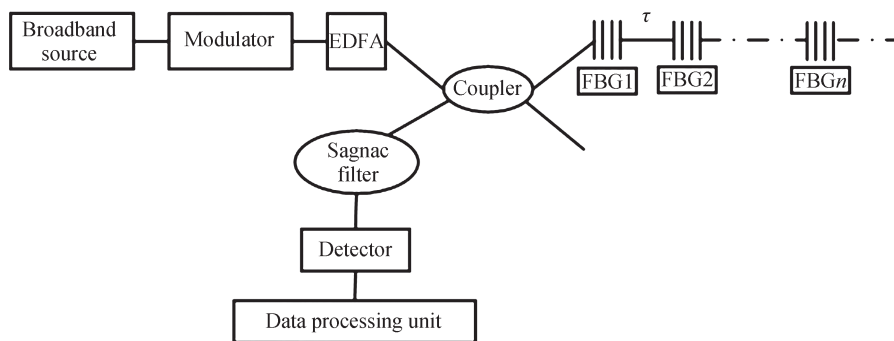 Broadband
source
Modulator
EDFA
Coupler
τ
FBG1
FBG2
FBGn
Sagnac
filter
Detector
Data processing unit